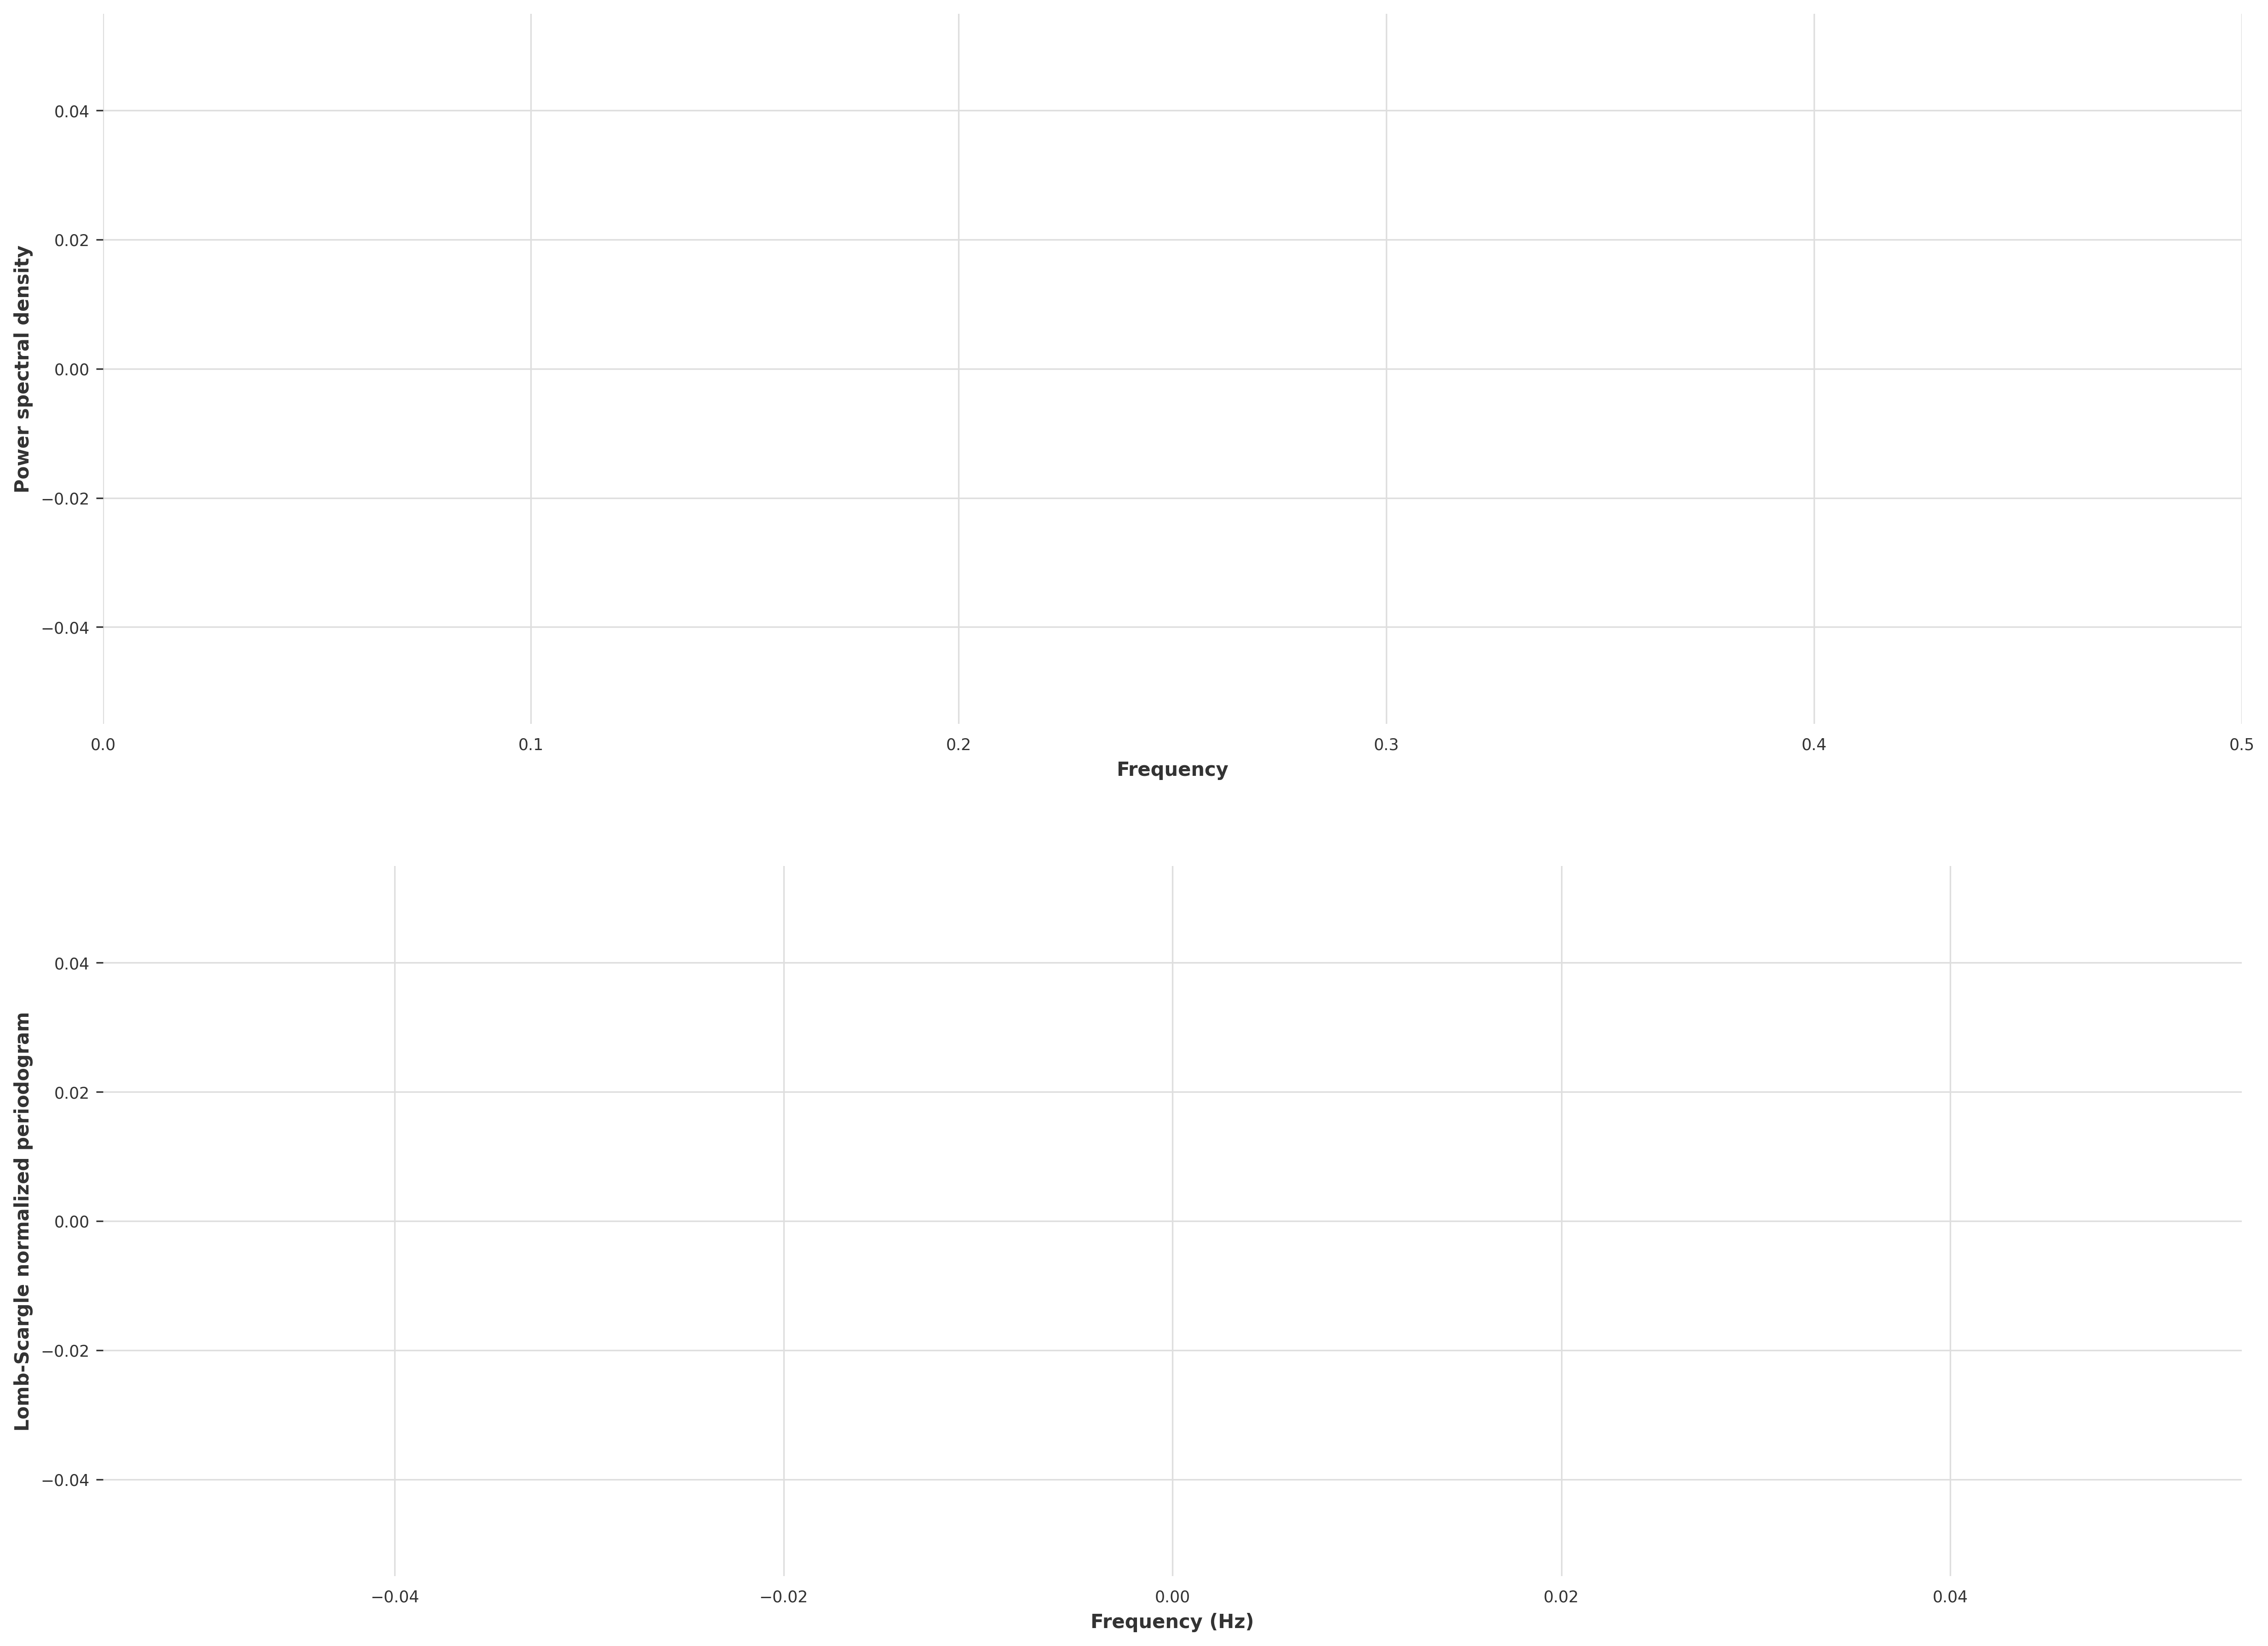 Power spectral density
0.04
0.02
0.00
−0.02
−0.04
0.0 0.1 0.2 0.3 0.4 0.5
Frequency
Lomb-Scargle normalized periodogram
0.04
0.02
0.00
−0.02
−0.04
−0.04 −0.02 0.00 0.02 0.04
Frequency (Hz)